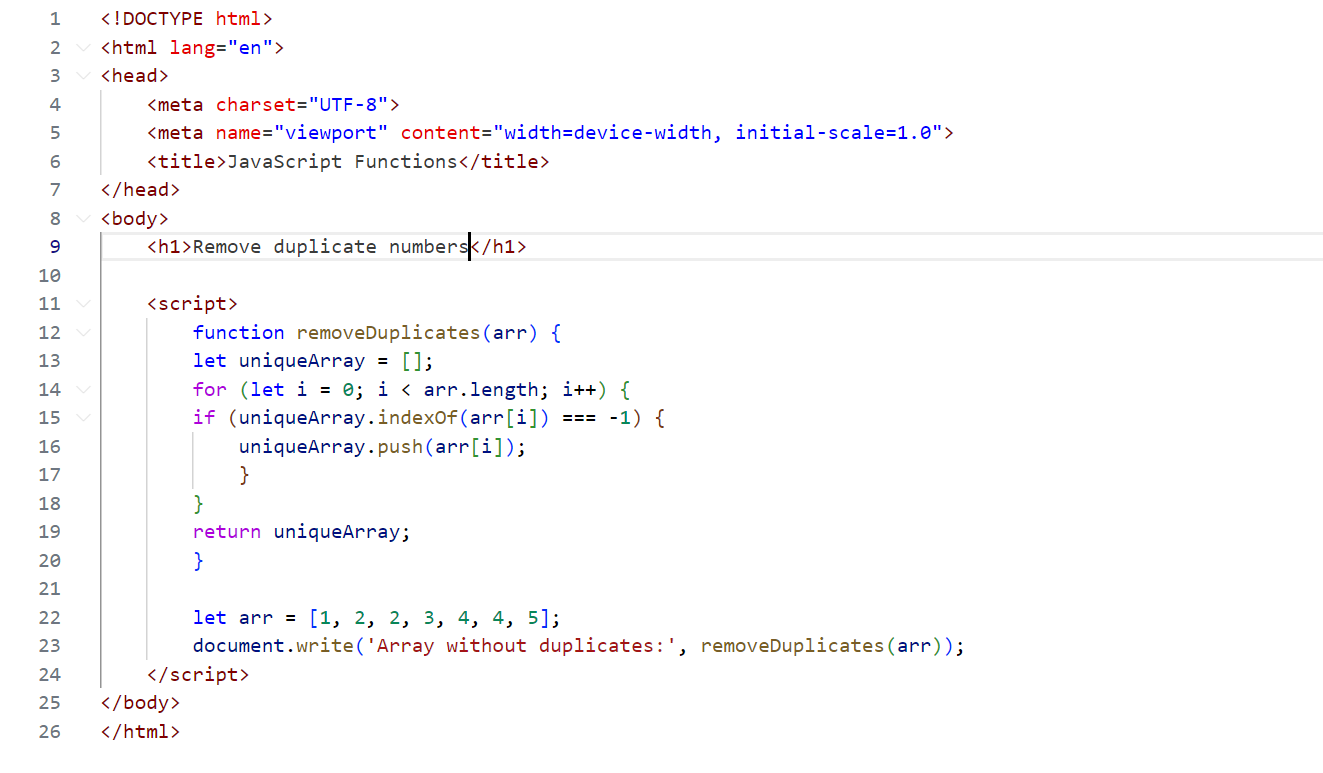 1 <!DOCTYPE html>
2 <html lang="en">
3 <head>
4     <meta charset="UTF-8">
5     <meta name="viewport" content="width=device-width, initial-scale=1.0">
6     <title>JavaScript Functions</title>
7 </head>
8 <body>
9     <h1>Remove duplicate numbers</h1>
10
11     <script>
12         function removeDuplicates(arr) {
13         let uniqueArray = [];
14         for (let i = 0; i < arr.length; i++) {
15         if (uniqueArray.indexOf(arr[i]) === -1) {
16             uniqueArray.push(arr[i]);
17             }
18         }
19         return uniqueArray;
20         }
21
22         let arr = [1, 2, 2, 3, 4, 4, 5];
23         document.write('Array without duplicates:', removeDuplicates(arr));
24     </script>
25 </body>
26 </html>